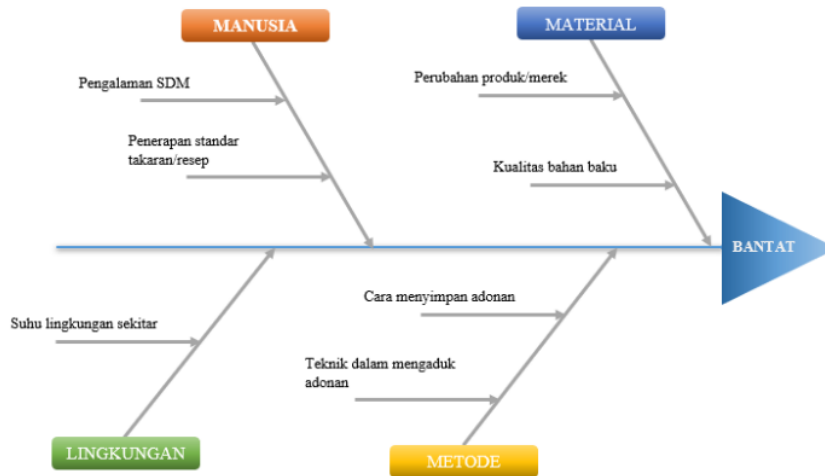 MANUSIA
MATERIAL
Pengalaman SDM
Perubahan produk/merek
Penerapan standar
takaran/resep
Kualitas bahan baku
BANTAT
Cara menyimpan adonan
Suhu lingkungan sekitar
Teknik dalam mengaduk
adonan
LINGKUNGAN
METODE